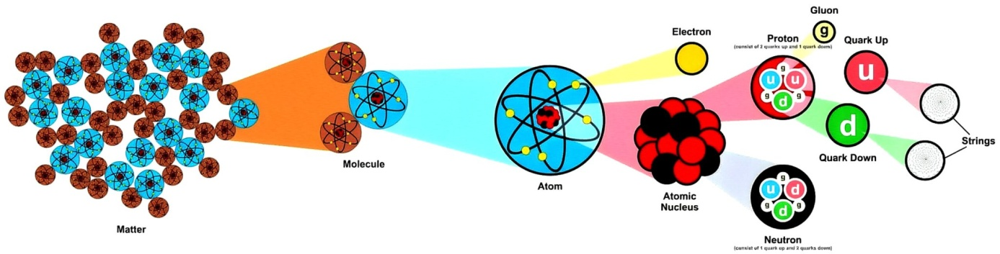 Matter
Molecule
Atom
Electron
Atomic
Nucleus
Proton
(consist of 2 quarks up and 1 quark down)
g
u
u
g
g
d
Gluon
g
Quark Up
u
d
Quark Down
Strings
g
u
d
g
g
d
Neutron
(consist of 1 quark up and 2 quarks down)